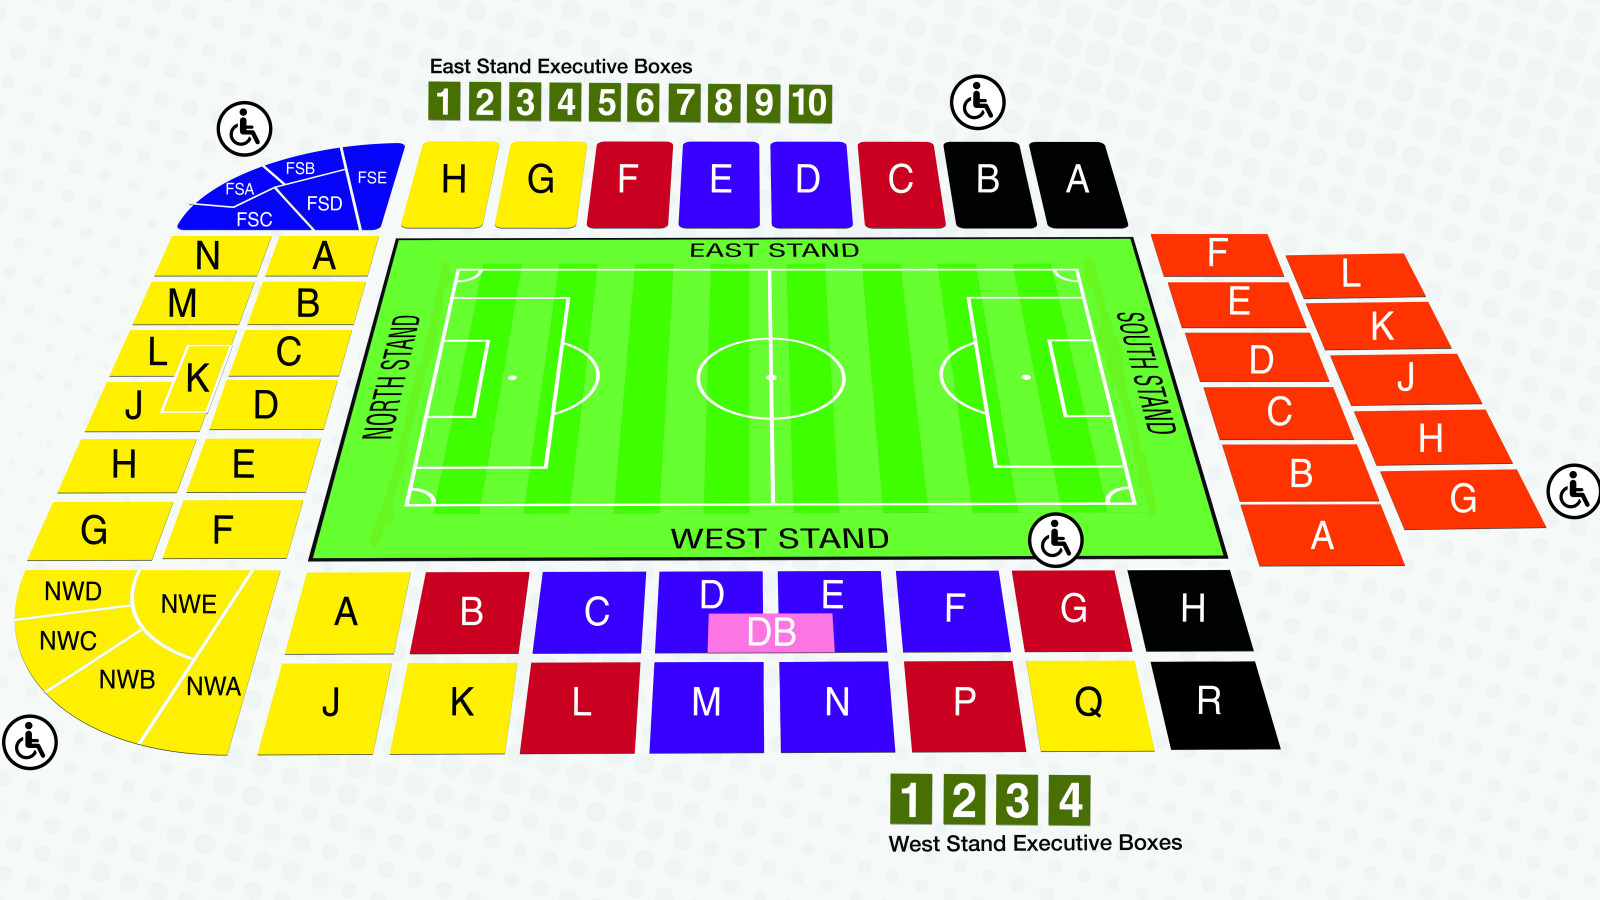 East Stand Executive Boxes
1 2 3 4 5 6 7 8 9 10
FSA FSB FSE
FSC FSD
H G F E D C B A
EAST STAND
N A
M B
L K C
J D
H E
G F
NORTH STAND
SOUTH STAND
F L
E K
D J
C H
B G
A
WEST STAND
NWD NWE
NWC
NWB NWA
A B C D E F G H
DB
J K L M N P Q R
1 2 3 4
West Stand Executive Boxes